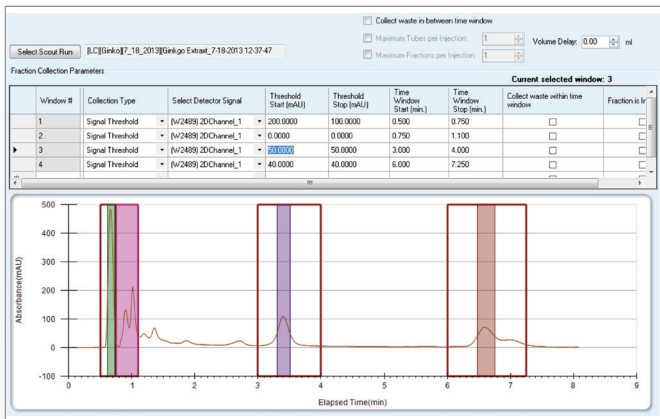 Collect waste in between time window
Maximum Tubes per Injection: 1
Volume Delay: 0.00 ml
Select Scout Run
[LC][Ginko][7_18_2013][Ginkgo Extraxt_7-18-2013 12-37-47
Maximum Fractions per Injection: 1
Fraction Collection Parameters
Current selected window: 3
Window # Collection Type Select Detector Signal Threshold Start (mAU) Threshold Stop (mAU) Time Window Start (min.) Time Window Stop (min.) Collect waste within time window Fraction is Ir
1 Signal Threshold (W2489) 2DChannel_1 200.0000 100.0000 0.500 0.750
2 Signal Threshold (W2489) 2DChannel_1 0.0000 0.0000 0.750 1.100
3 Signal Threshold (W2489) 2DChannel_1 50.0000 50.0000 3.000 4.000
4 Signal Threshold (W2489) 2DChannel_1 40.0000 40.0000 6.000 7.250
500
400
300
200
100
0
-100
Absorbance(mAU)
0 1 2 3 4 5 6 7 8 9
Elapsed Time(min)